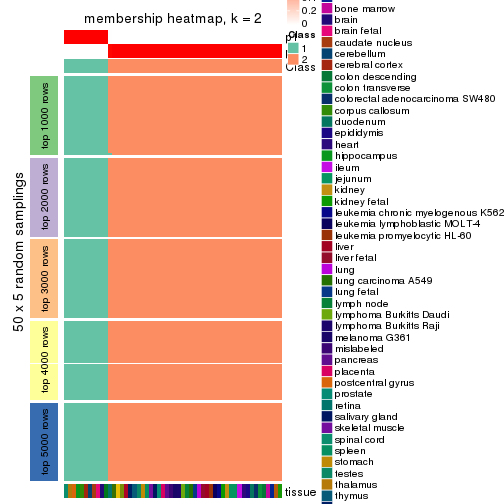 membership heatmap, k = 2
50 x 5 random samplings
top 1000 rows
top 2000 rows
top 3000 rows
top 4000 rows
top 5000 rows
Class
tissue
0.2
0
Class
1
2
bone marrow
brain
brain fetal
caudate nucleus
cerebellum
cerebral cortex
colon descending
colon transverse
colorectal adenocarcinoma SW480
corpus callosum
duodenum
epididymis
heart
hippocampus
ileum
jejunum
kidney
kidney fetal
leukemia chronic myelogenous K562
leukemia lymphoblastic MOLT-4
leukemia promyelocytic HL-60
liver
liver fetal
lung
lung carcinoma A549
lung fetal
lymph node
lymphoma Burkitts Daudi
lymphoma Burkitts Raji
melanoma G361
mislabeled
pancreas
placenta
postcentral gyrus
prostate
retina
salivary gland
skeletal muscle
spinal cord
spleen
stomach
testes
thalamus
thymus